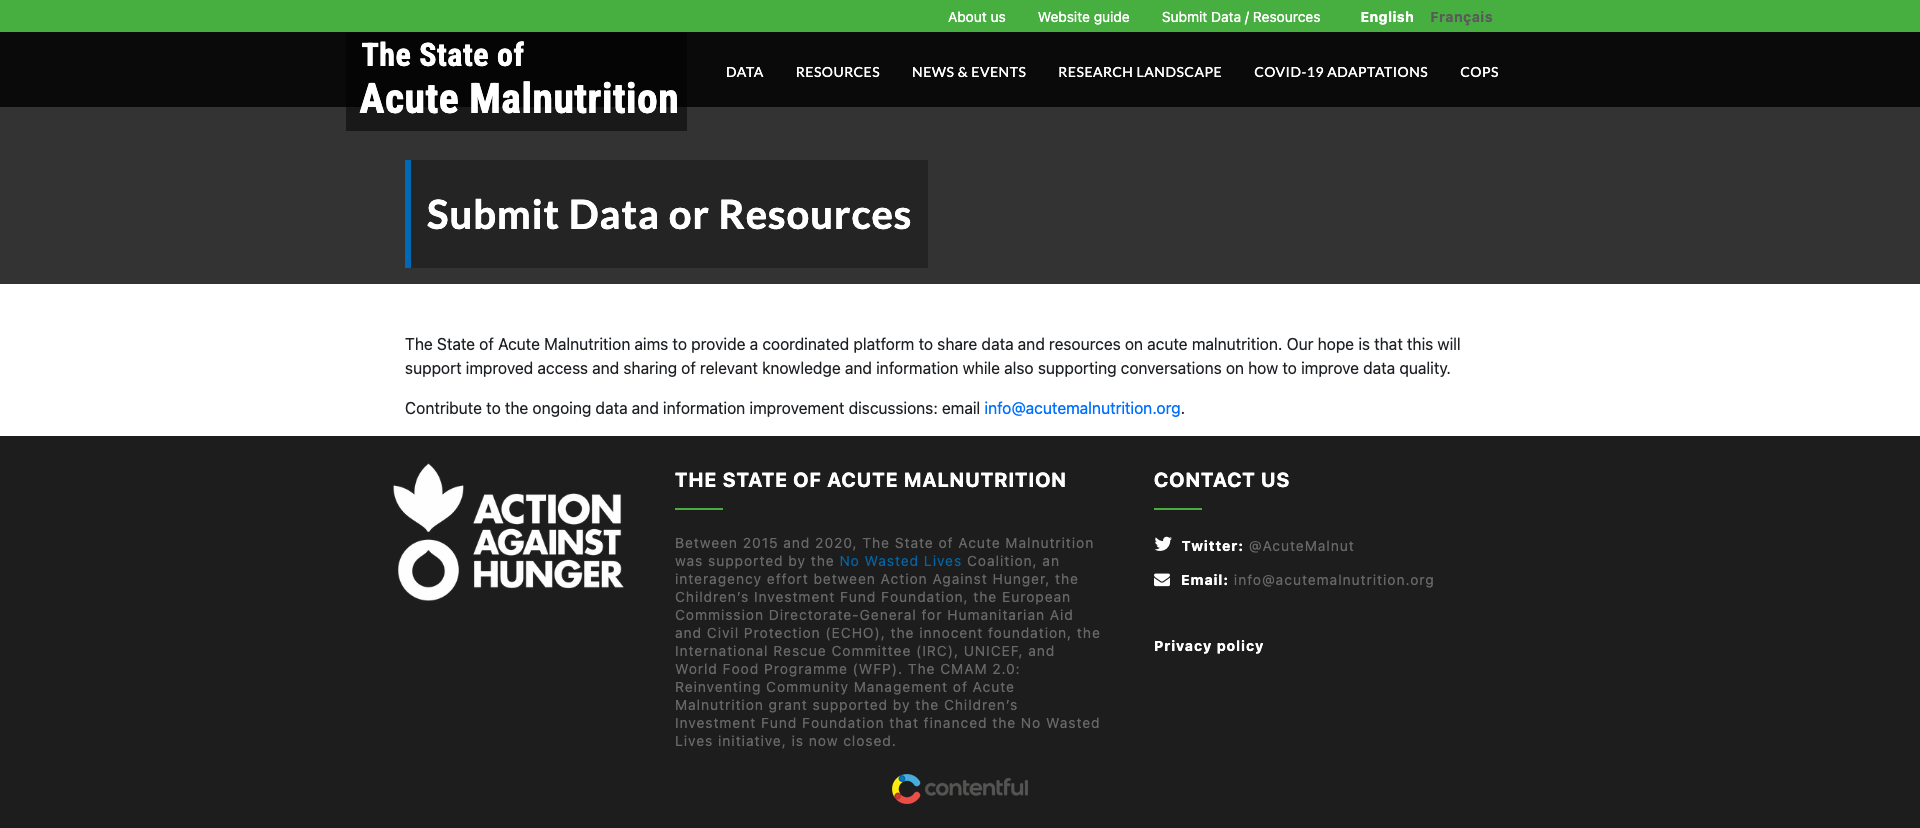 About us Website guide Submit Data / Resources English Français
The State of
Acute Malnutrition
DATA RESOURCES NEWS & EVENTS RESEARCH LANDSCAPE COVID-19 ADAPTATIONS COPS
Submit Data or Resources
The State of Acute Malnutrition aims to provide a coordinated platform to share data and resources on acute malnutrition. Our hope is that this will
support improved access and sharing of relevant knowledge and information while also supporting conversations on how to improve data quality.
Contribute to the ongoing data and information improvement discussions: email info@acutemalnutrition.org.
ACTION
AGAINST
HUNGER
THE STATE OF ACUTE MALNUTRITION
Between 2015 and 2020, The State of Acute Malnutrition
was supported by the No Wasted Lives Coalition, an
interagency effort between Action Against Hunger, the
Children's Investment Fund Foundation, the European
Commission Directorate-General for Humanitarian Aid
and Civil Protection (ECHO), the innocent foundation, the
International Rescue Committee (IRC), UNICEF, and
World Food Programme (WFP). The CMAM 2.0:
Reinventing Community Management of Acute
Malnutrition grant supported by the Children's
Investment Fund Foundation that financed the No Wasted
Lives initiative, is now closed.
CONTACT US
Twitter: @AcuteMalnut
Email: info@acutemalnutrition.org
Privacy policy
contentful